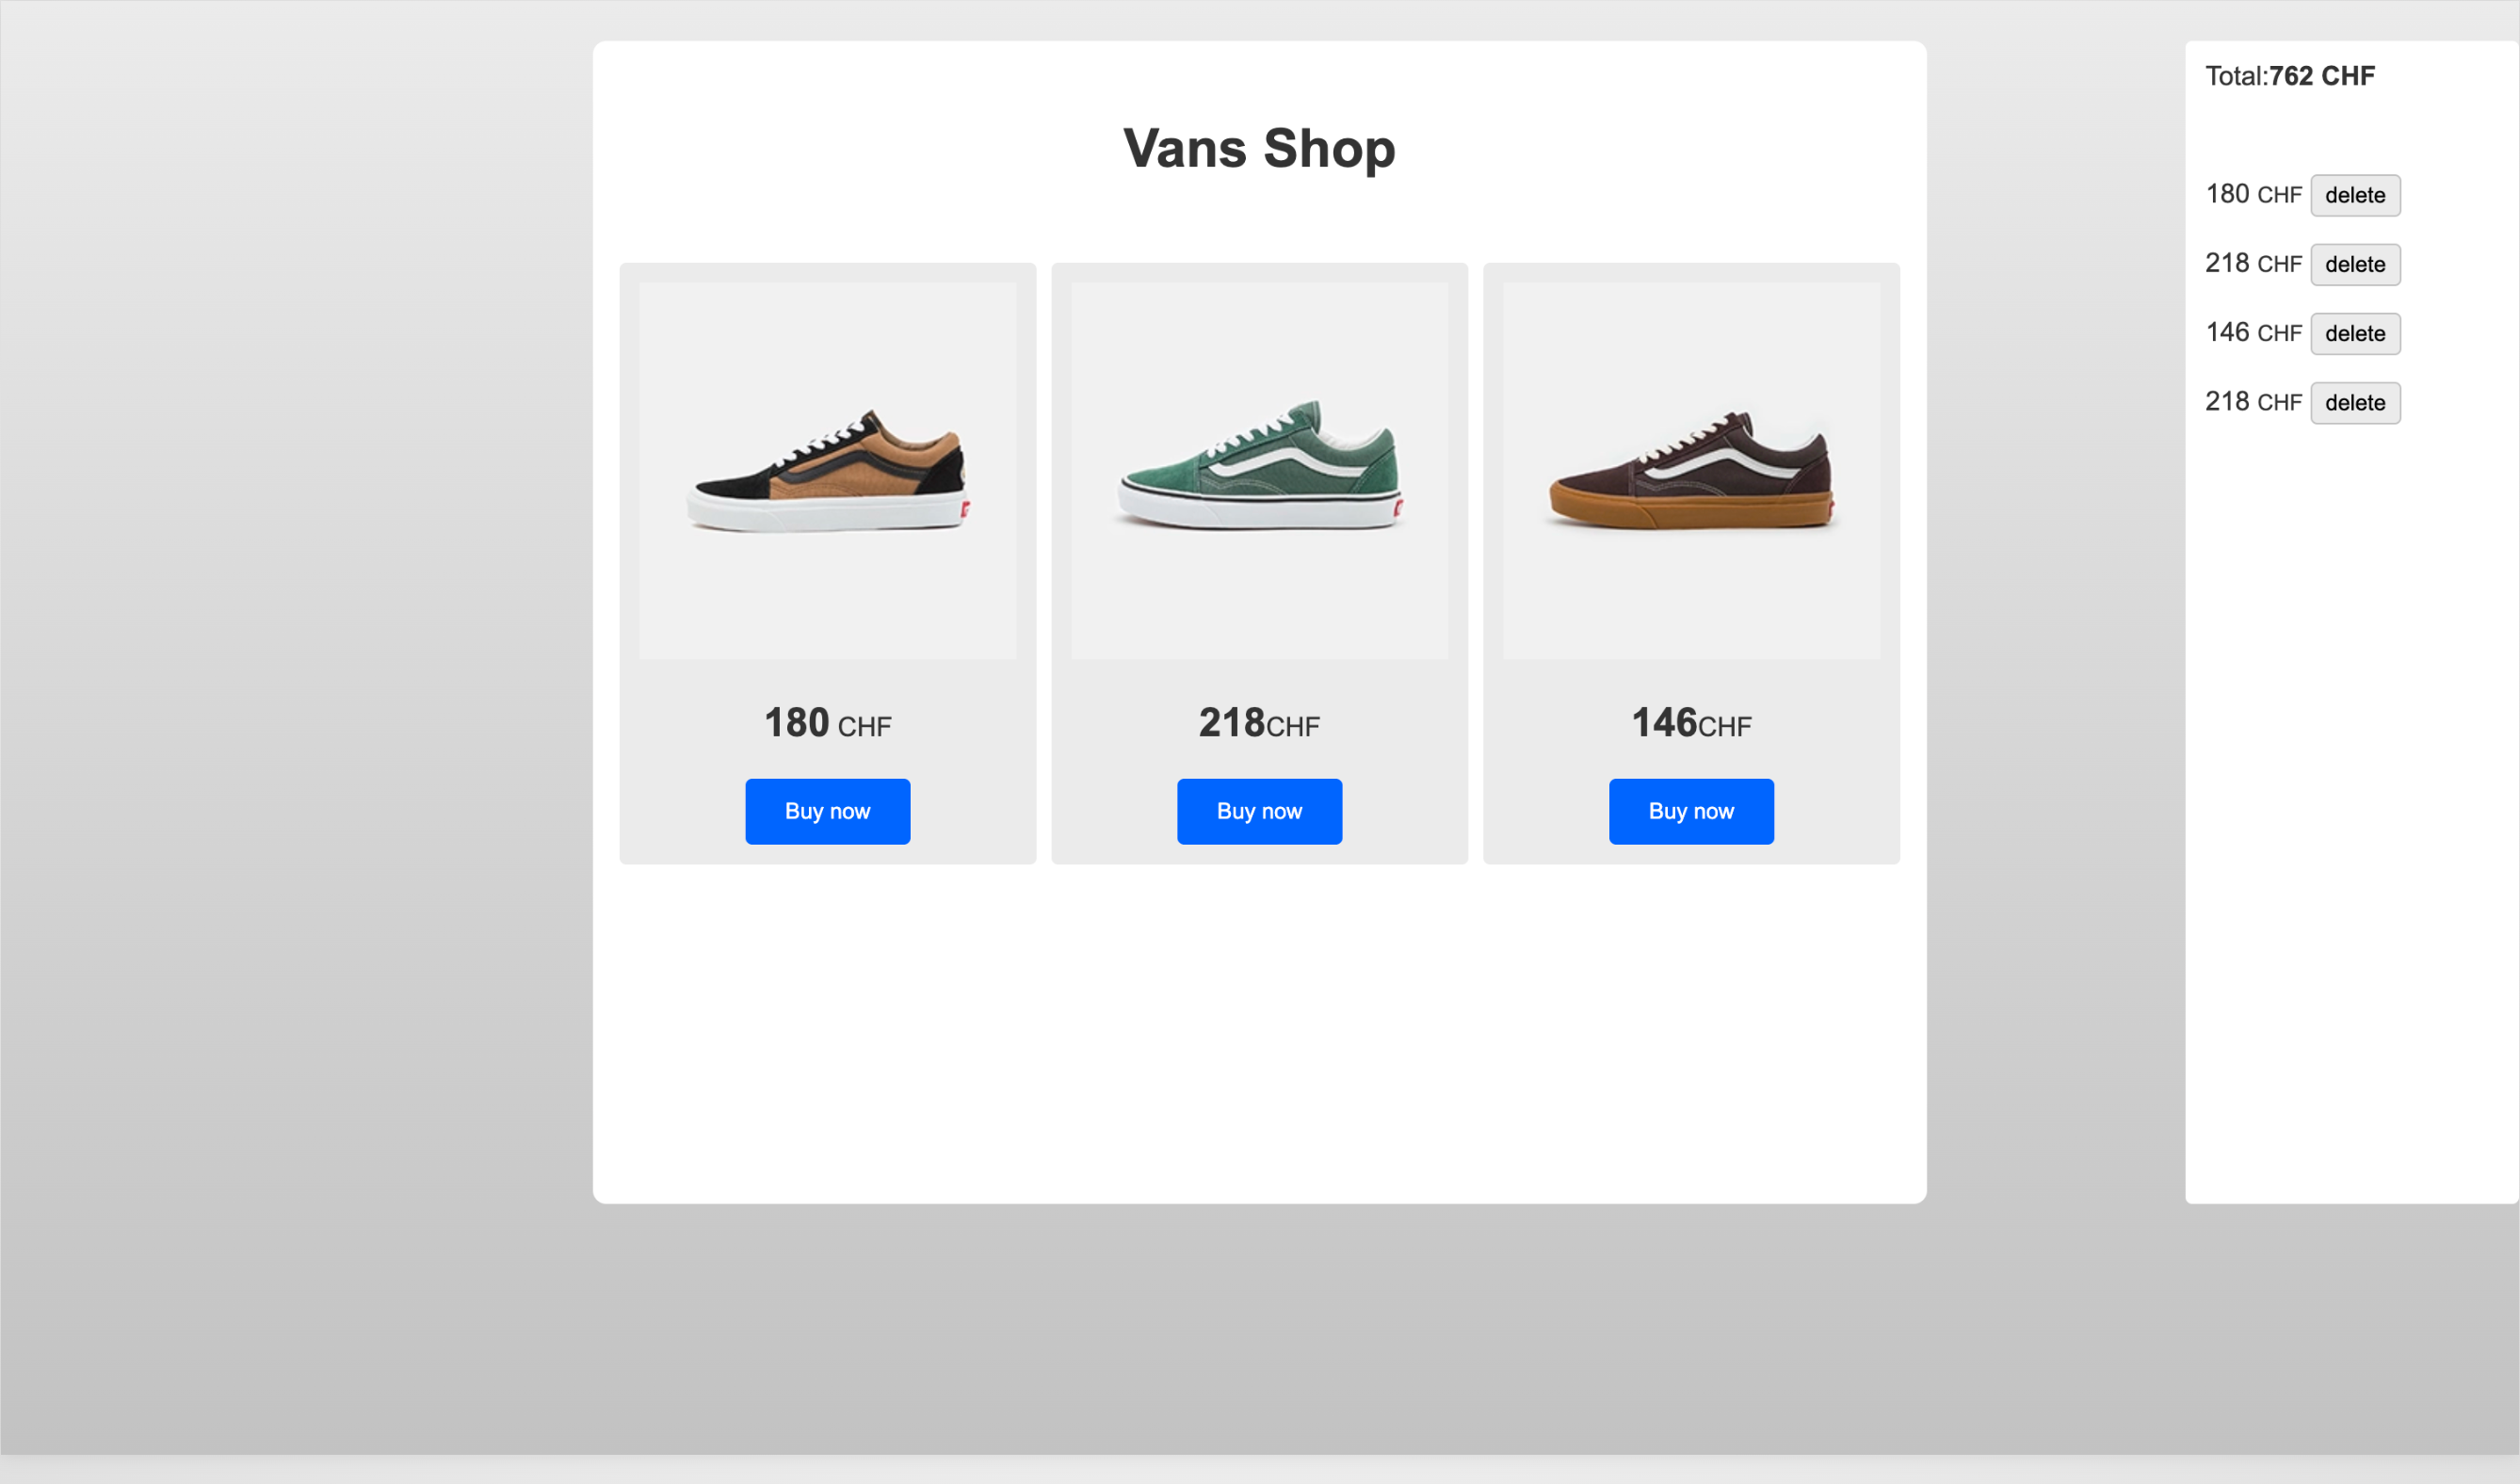 Vans Shop
180 CHF
Buy now
218CHF
Buy now
146CHF
Buy now
Total:762 CHF
180 CHF delete
218 CHF delete
146 CHF delete
218 CHF delete